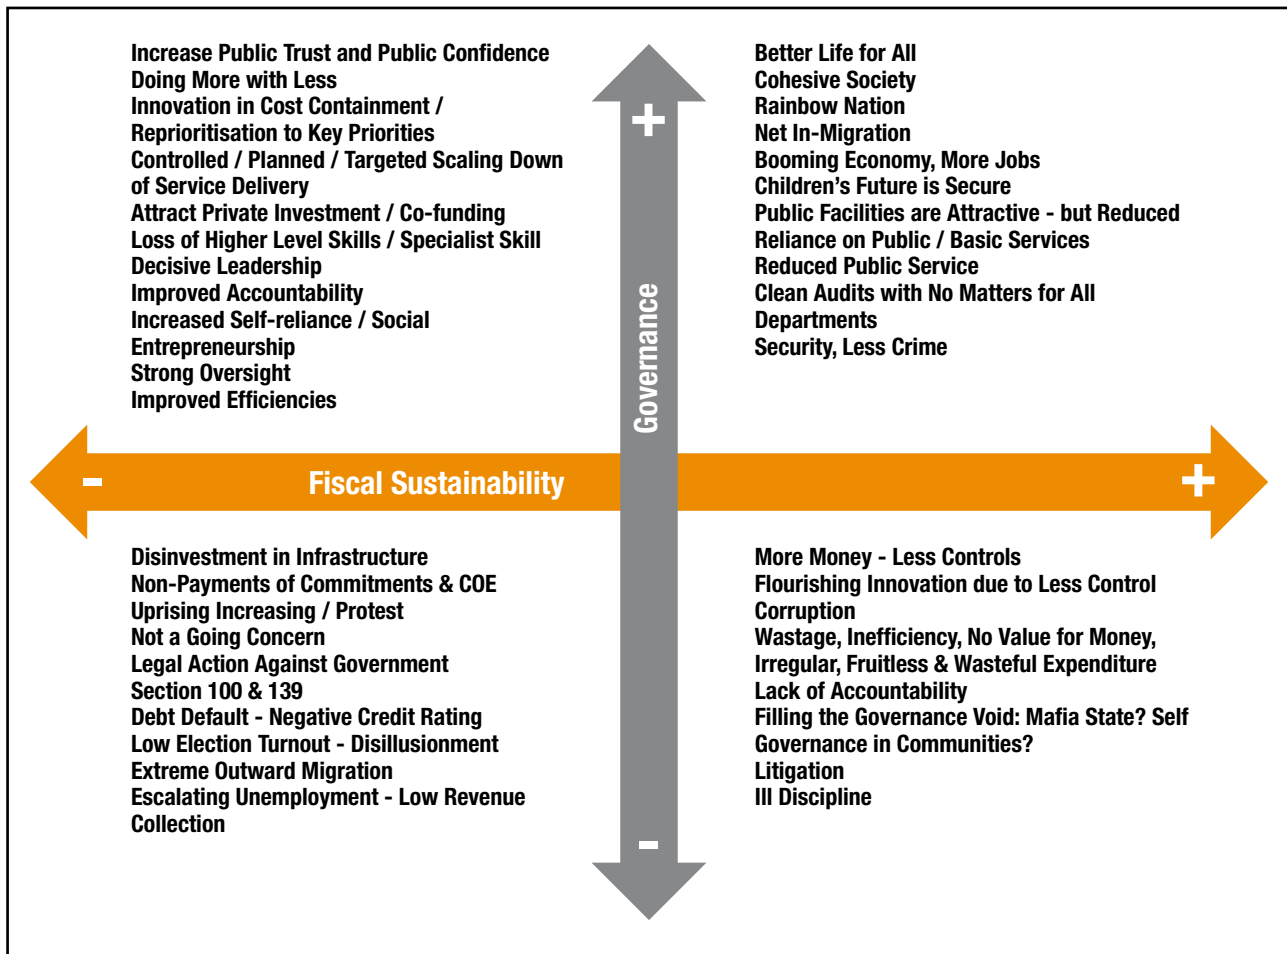 Increase Public Trust and Public Confidence
Doing More with Less
Innovation in Cost Containment /
Reprioritisation to Key Priorities
Controlled / Planned / Targeted Scaling Down
of Service Delivery
Attract Private Investment / Co-funding
Loss of Higher Level Skills / Specialist Skill
Decisive Leadership
Improved Accountability
Increased Self-reliance / Social
Entrepreneurship
Strong Oversight
Improved Efficiencies
Better Life for All
Cohesive Society
Rainbow Nation
Net In-Migration
Booming Economy, More Jobs
Children's Future is Secure
Public Facilities are Attractive - but Reduced
Reliance on Public / Basic Services
Reduced Public Service
Clean Audits with No Matters for All
Departments
Security, Less Crime
+
Governance
-
Fiscal Sustainability
+
Disinvestment in Infrastructure
Non-Payments of Commitments & COE
Uprising Increasing / Protest
Not a Going Concern
Legal Action Against Government
Section 100 & 139
Debt Default - Negative Credit Rating
Low Election Turnout - Disillusionment
Extreme Outward Migration
Escalating Unemployment - Low Revenue
Collection
More Money - Less Controls
Flourishing Innovation due to Less Control
Corruption
Wastage, Inefficiency, No Value for Money,
Irregular, Fruitless & Wasteful Expenditure
Lack of Accountability
Filling the Governance Void: Mafia State? Self
Governance in Communities?
Litigation
Ill Discipline
-